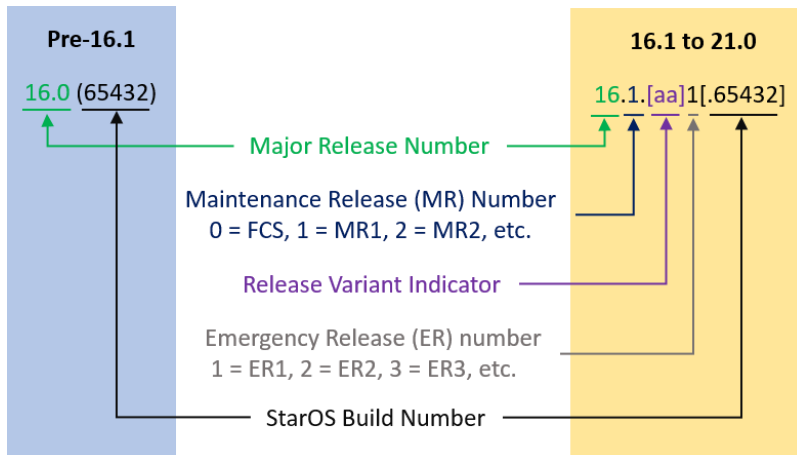 Pre-16.1
16.1 to 21.0
16.0 (65432)
16.1.[aa]1[.65432]
Major Release Number
Maintenance Release (MR) Number
0 = FCS, 1 = MR1, 2 = MR2, etc.
Release Variant Indicator
Emergency Release (ER) number
1 = ER1, 2 = ER2, 3 = ER3, etc.
StarOS Build Number